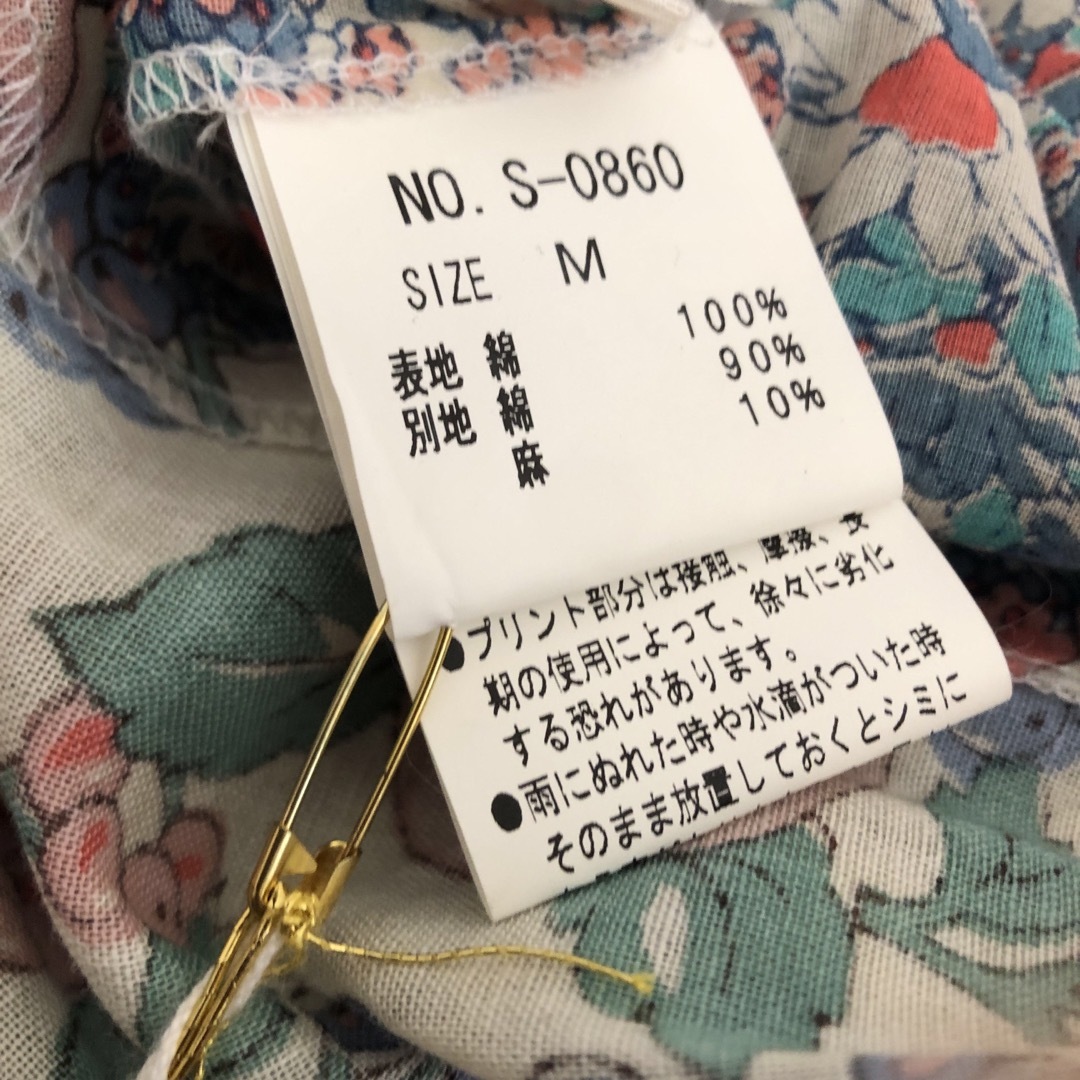 NO. S-0860
SIZE M
表地 綿 100%
別地 綿 90%
麻 10%
●プリント部分は接触、摩擦、長
期の使用によって、徐々に劣化
する恐れがあります。
●雨にぬれた時や水滴がついた時
そのまま放置しておくとシミに